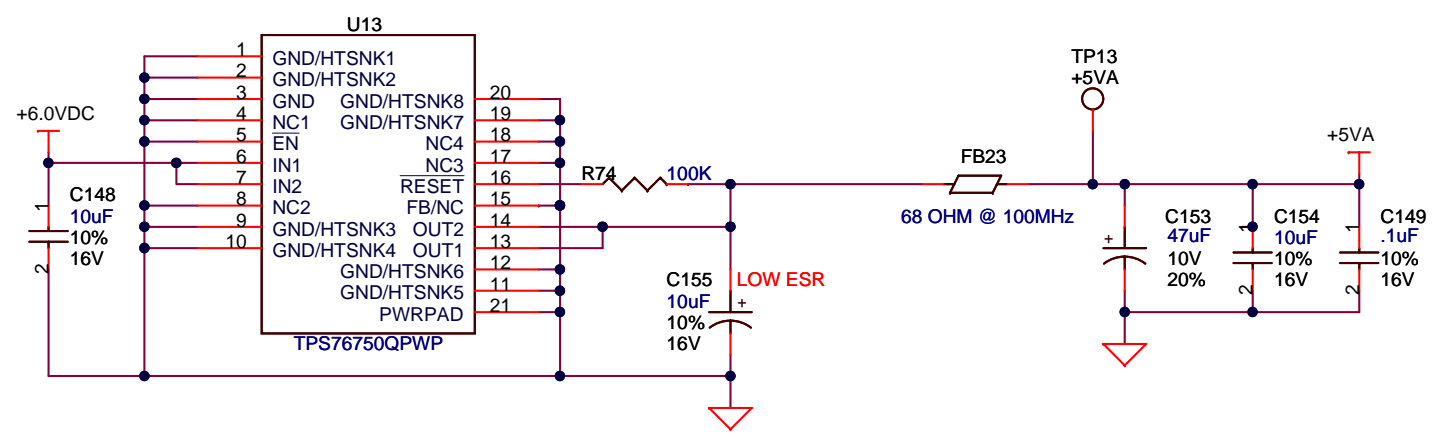 U13
1 GND/HTSNK1
2 GND/HTSNK2
3 GND
4 NC1
5 EN
6 IN1
7 IN2
8 NC2
9 GND/HTSNK3
10 GND/HTSNK4
GND/HTSNK8 20
GND/HTSNK7 19
NC4 18
NC3 17
RESET 16
FB/NC 15
OUT2 14
OUT1 13
GND/HTSNK6 12
GND/HTSNK5 11
PWRPAD 21
TPS76750QPWP
+6.0VDC
1
C148
10uF
10%
16V
2
R74 100K
C155
10uF
10%
16V
LOW ESR
+
FB23
68 OHM @ 100MHz
TP13
+5VA
+5VA
+
C153
47uF
10V
20%
1
C154
10uF
10%
16V
2
1
C149
.1uF
10%
16V
2